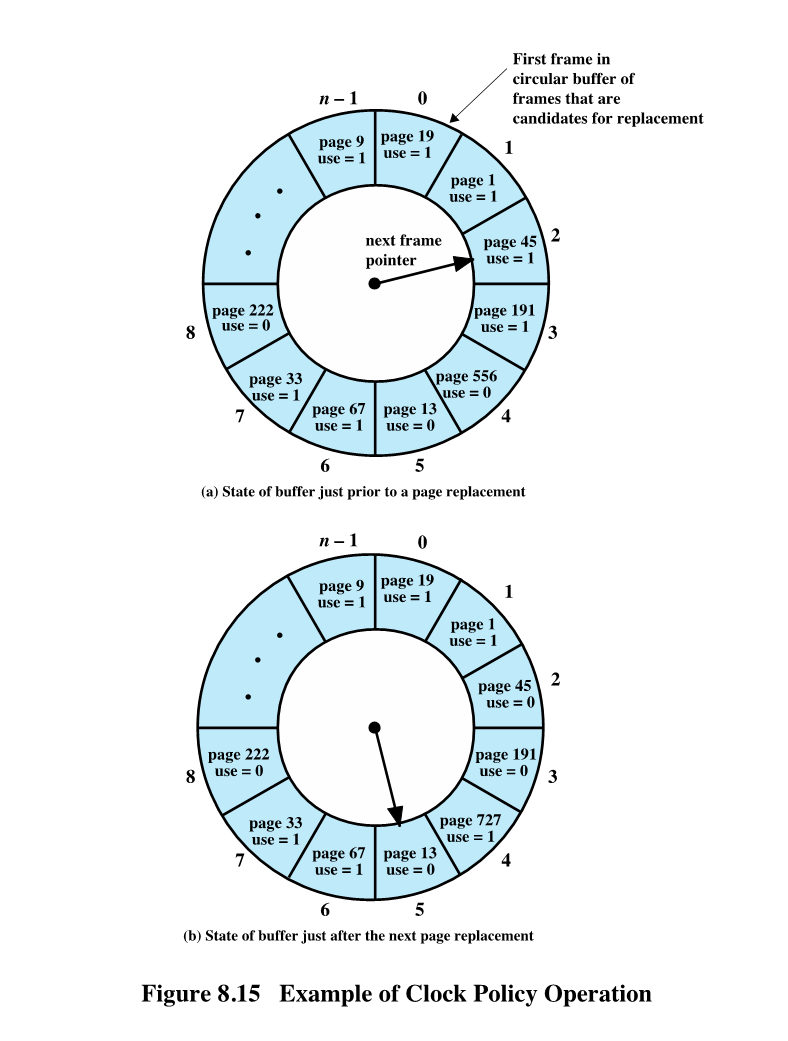 First frame in
circular buffer of
frames that are
candidates for replacement
n – 1
0
1
2
3
4
5
6
7
8
page 9
use = 1
page 19
use = 1
page 1
use = 1
page 45
use = 1
page 191
use = 1
page 556
use = 0
page 13
use = 0
page 67
use = 1
page 33
use = 1
page 222
use = 0
next frame
pointer
(a) State of buffer just prior to a page replacement
n – 1
0
1
2
3
4
5
6
7
8
page 9
use = 1
page 19
use = 1
page 1
use = 1
page 45
use = 0
page 191
use = 0
page 727
use = 1
page 13
use = 0
page 67
use = 1
page 33
use = 1
page 222
use = 0
(b) State of buffer just after the next page replacement
Figure 8.15 Example of Clock Policy Operation